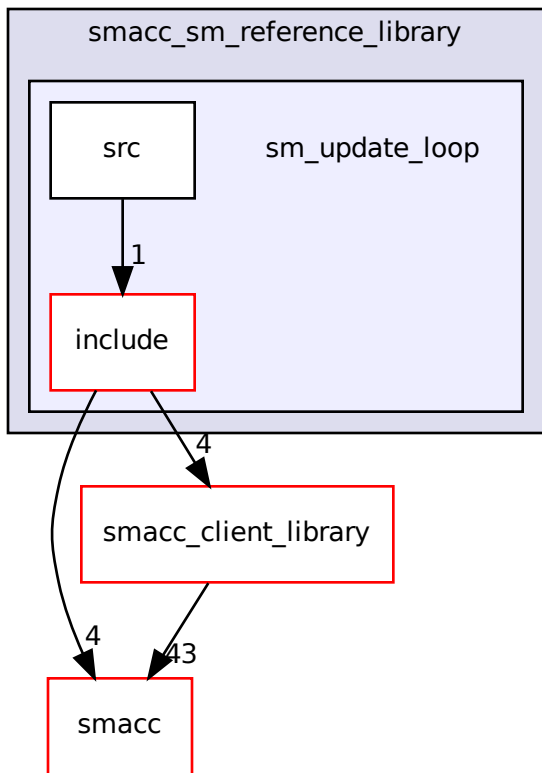 smacc_sm_reference_library
src
sm_update_loop
1
include
4
smacc_client_library
4
43
smacc